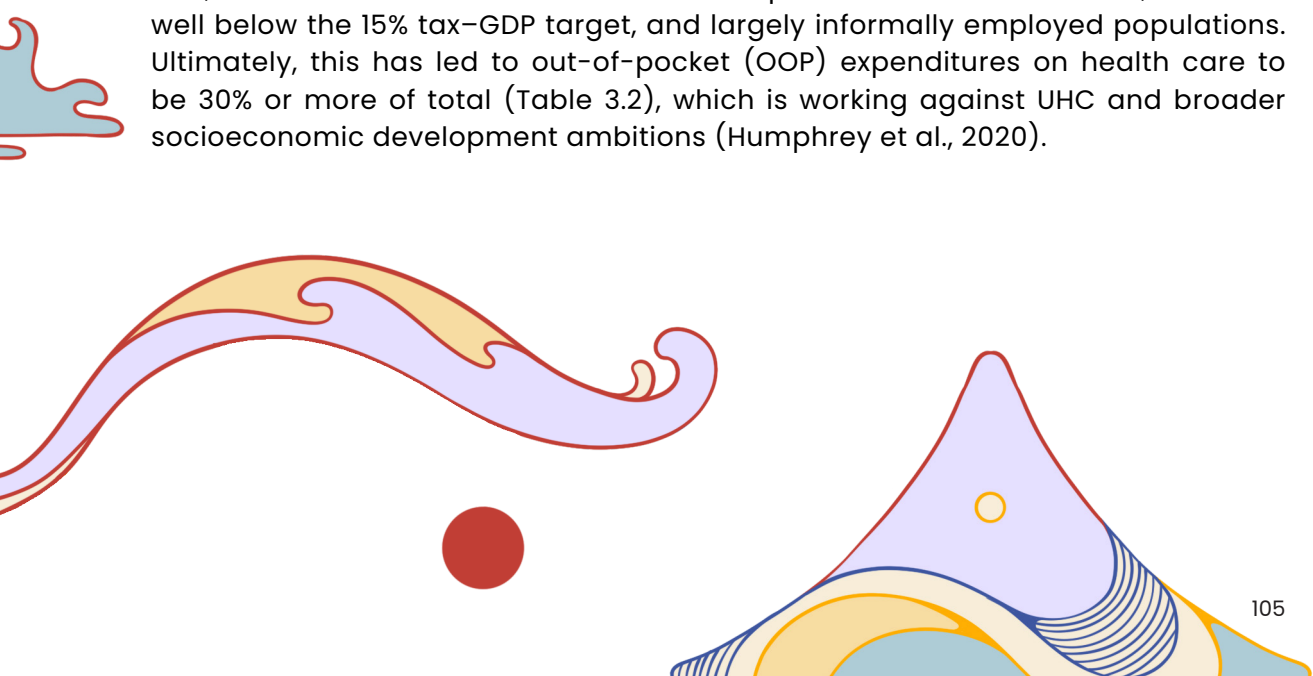 well below the 15% tax–GDP target, and largely informally employed populations.
Ultimately, this has led to out-of-pocket (OOP) expenditures on health care to
be 30% or more of total (Table 3.2), which is working against UHC and broader
socioeconomic development ambitions (Humphrey et al., 2020).
105